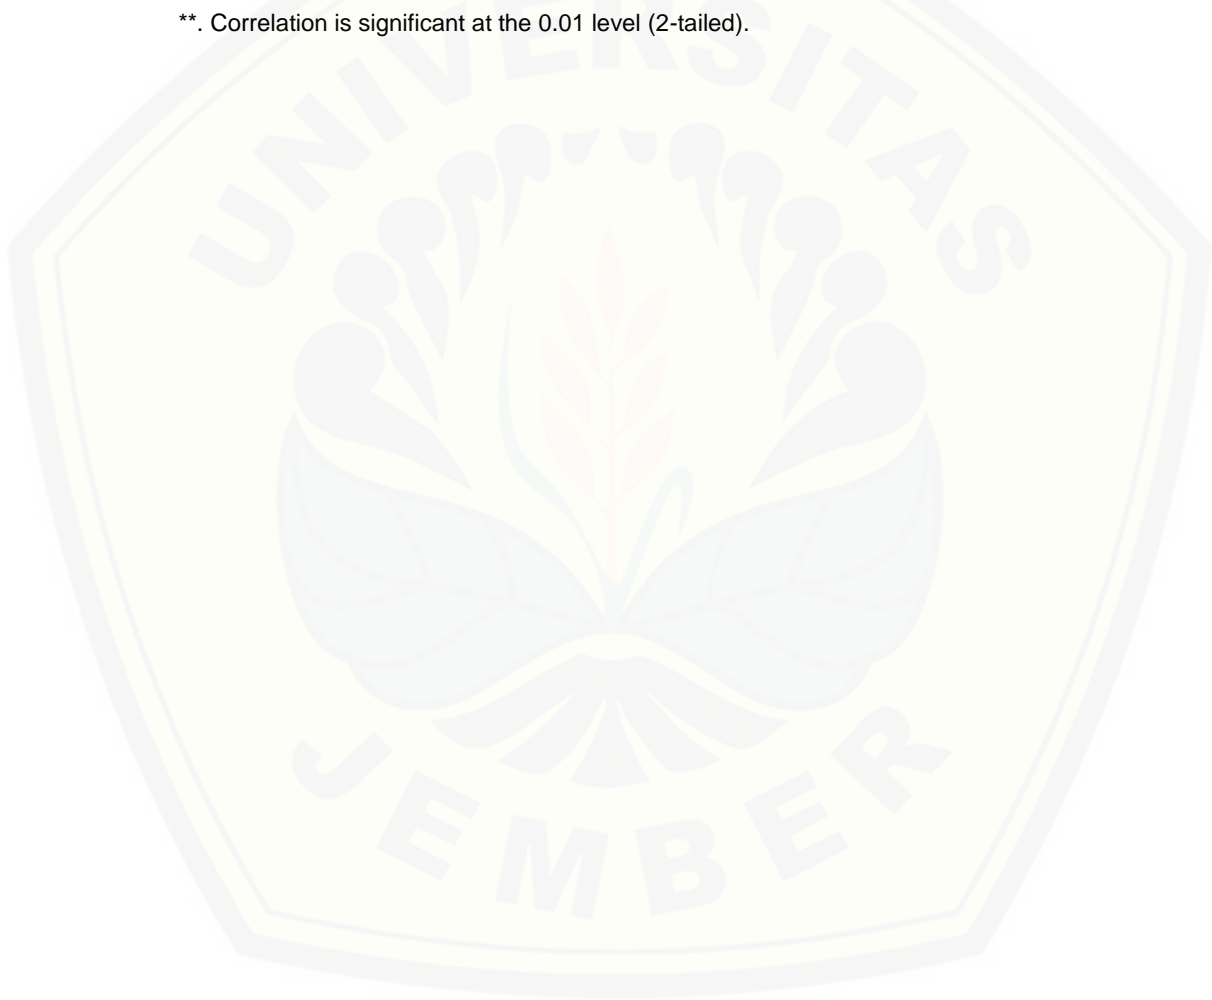 **. Correlation is significant at the 0.01 level (2-tailed).
UNIVERSITAS
JEMBER